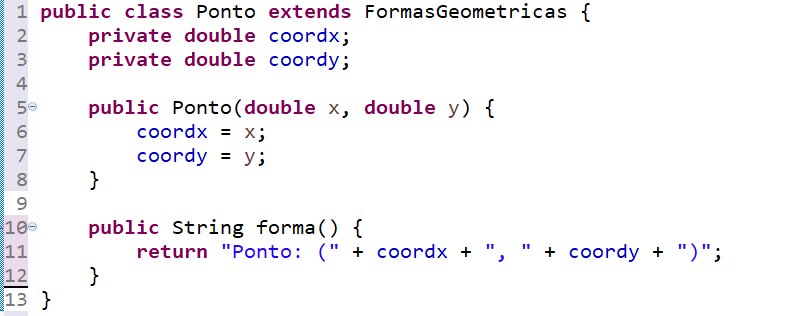 1 public class Ponto extends FormasGeometricas {
2     private double coordx;
3     private double coordy;
4
5     public Ponto(double x, double y) {
6         coordx = x;
7         coordy = y;
8     }
9
10     public String forma() {
11         return "Ponto: (" + coordx + ", " + coordy + ")";
12     }
13 }